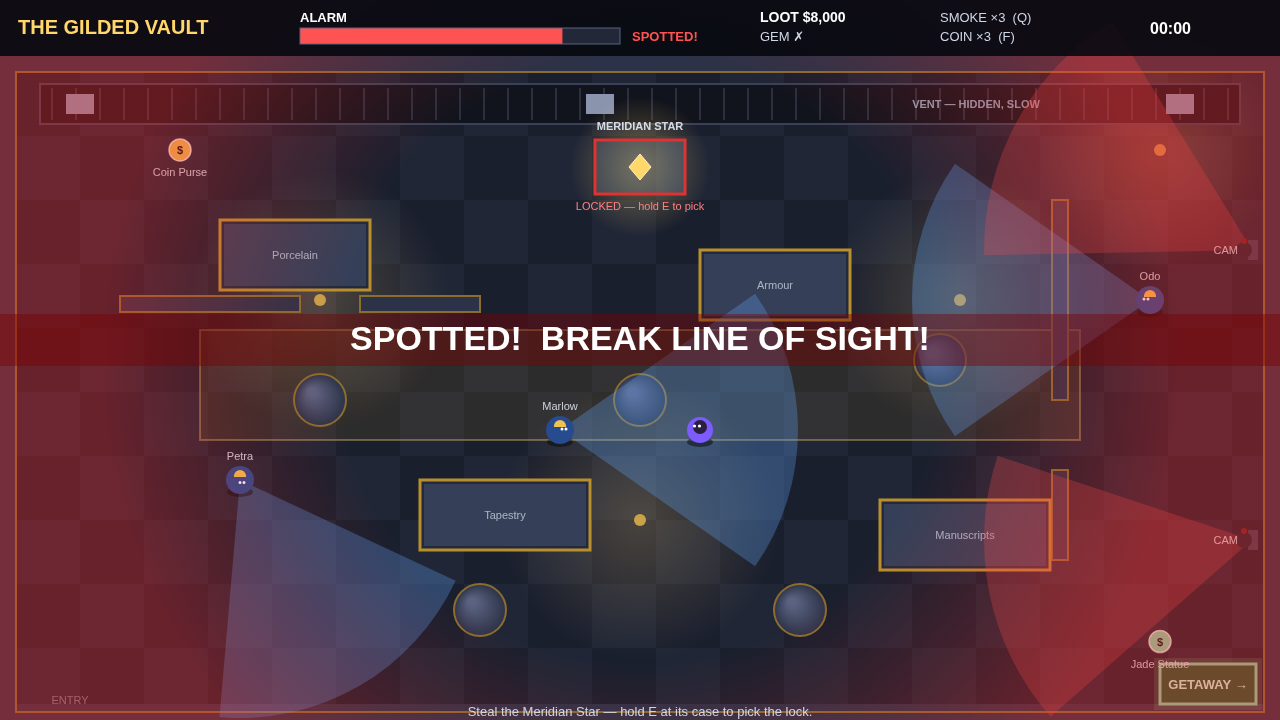 THE GILDED VAULT
ALARM
SPOTTED!
LOOT $8,000
GEM ✗
SMOKE ×3 (Q)
COIN ×3 (F)
00:00
VENT — HIDDEN, SLOW
MERIDIAN STAR
LOCKED — hold E to pick
$
Coin Purse
Porcelain
Armour
CAM
Odo
SPOTTED! BREAK LINE OF SIGHT!
Marlow
Petra
Tapestry
Manuscripts
CAM
$
Jade Statue
GETAWAY →
ENTRY
Steal the Meridian Star — hold E at its case to pick the lock.